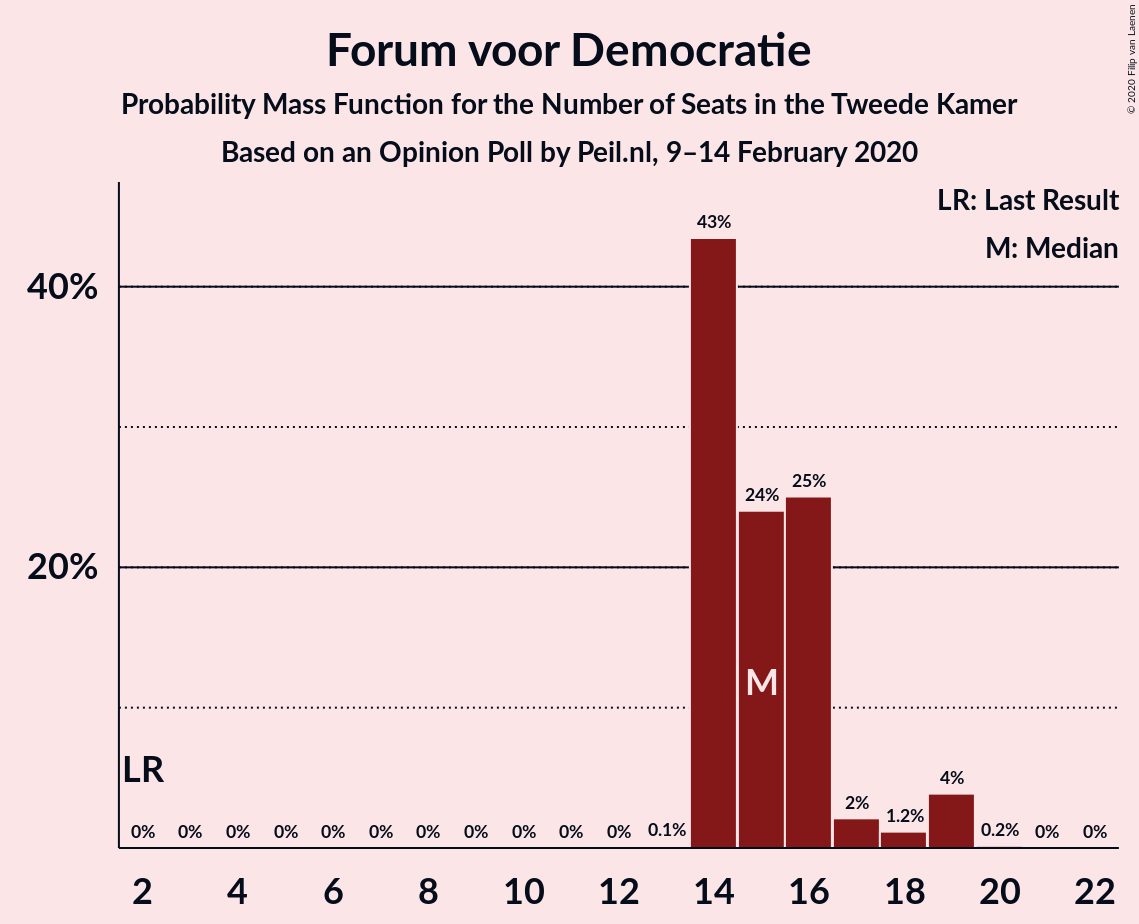 Forum voor Democratie
Probability Mass Function for the Number of Seats in the Tweede Kamer
Based on an Opinion Poll by Peil.nl, 9–14 February 2020
© 2020 Filip van Laenen
LR: Last Result
M: Median
43%
40%
25%
24%
20%
M
LR
4%
2%
1.2%
0% 0% 0% 0% 0% 0% 0% 0% 0% 0% 0% 0.1% 0.2% 0% 0%
2 4 6 8 10 12 14 16 18 20 22